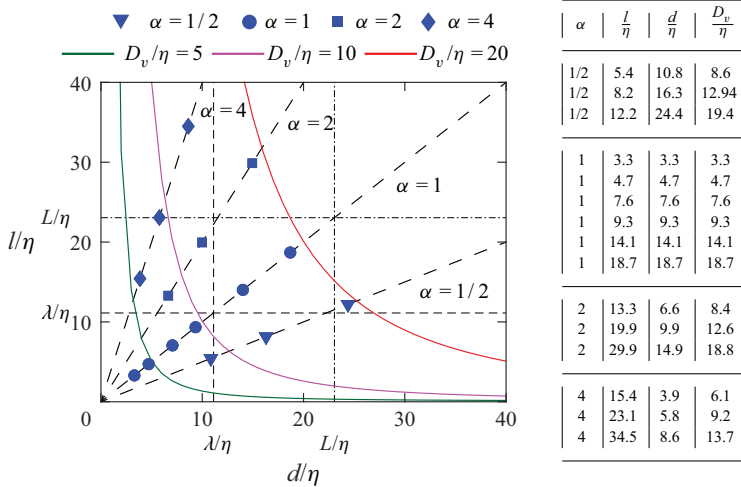 α = 1/2 α = 1 α = 2 α = 4
D_v/η = 5 D_v/η = 10 D_v/η = 20
40
α = 4
α = 2
30
α = 1
L/η
l/η
20
α = 1/2
λ/η
10
0 10 20 30 40
λ/η L/η
d/η
α l/η d/η D_v/η
1/2 5.4 10.8 8.6
1/2 8.2 16.3 12.94
1/2 12.2 24.4 19.4
1 3.3 3.3 3.3
1 4.7 4.7 4.7
1 7.6 7.6 7.6
1 9.3 9.3 9.3
1 14.1 14.1 14.1
1 18.7 18.7 18.7
2 13.3 6.6 8.4
2 19.9 9.9 12.6
2 29.9 14.9 18.8
4 15.4 3.9 6.1
4 23.1 5.8 9.2
4 34.5 8.6 13.7